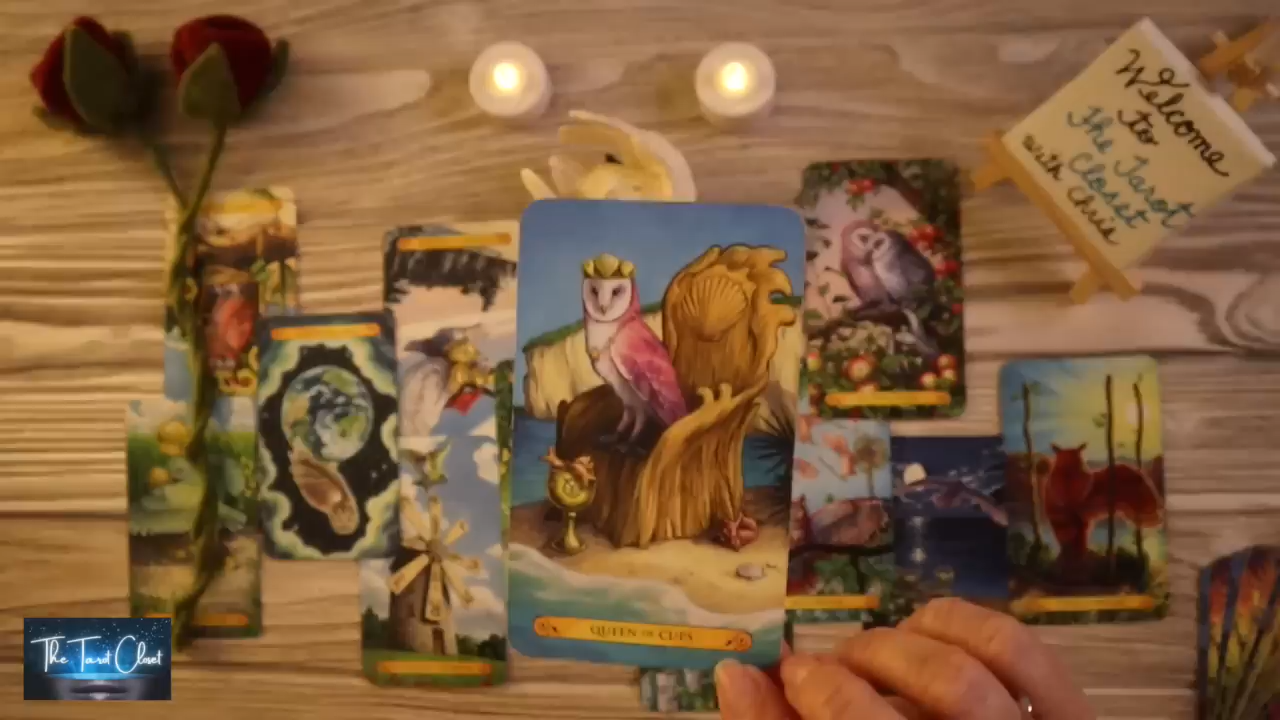 Welcome
to
The Tarot
Closet
with Chris
QUEEN OF CUPS
The Tarot Closet